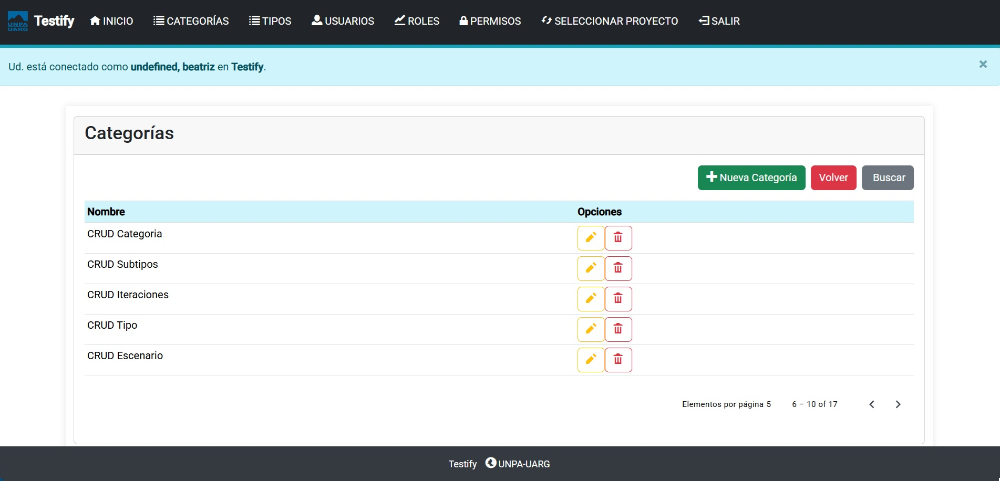 UNPA
UARG
Testify INICIO CATEGORÍAS TIPOS USUARIOS ROLES PERMISOS SELECCIONAR PROYECTO SALIR
Ud. está conectado como undefined, beatriz en Testify.
Categorías
Nueva Categoría Volver Buscar
Nombre Opciones
CRUD Categoria
CRUD Subtipos
CRUD Iteraciones
CRUD Tipo
CRUD Escenario
Elementos por página 5 6 – 10 of 17
Testify UNPA-UARG